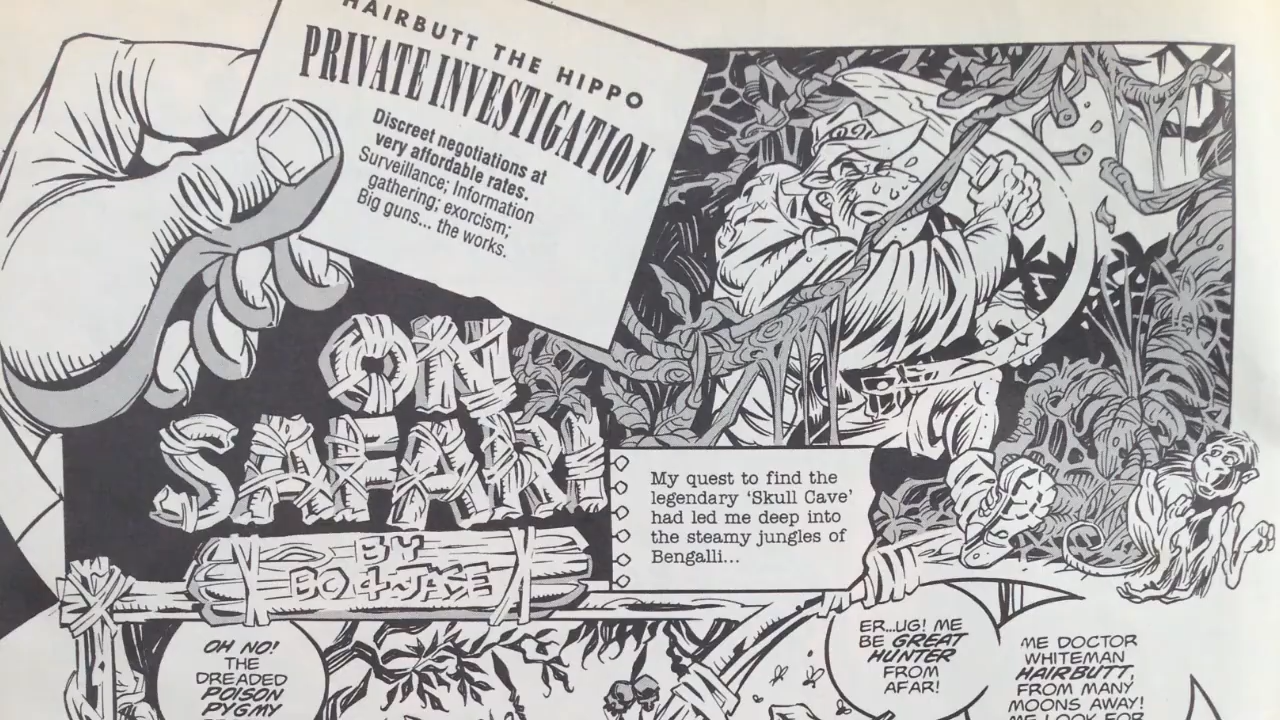 HAIRBUTT THE HIPPO
PRIVATE INVESTIGATION
Discreet negotiations at
very affordable rates.
Surveillance; Information
gathering; exorcism;
Big guns... the works.
ON
SAFARI
BY
BO & JASE
My quest to find the
legendary ‘Skull Cave’
had led me deep into
the steamy jungles of
Bengalli...
OH NO!
THE
DREADED
POISON
PYGMY
ER...UG! ME
BE GREAT
HUNTER
FROM
AFAR!
ME DOCTOR
WHITEMAN
HAIRBUTT,
FROM MANY
MOONS AWAY!
ME LOOK FOR